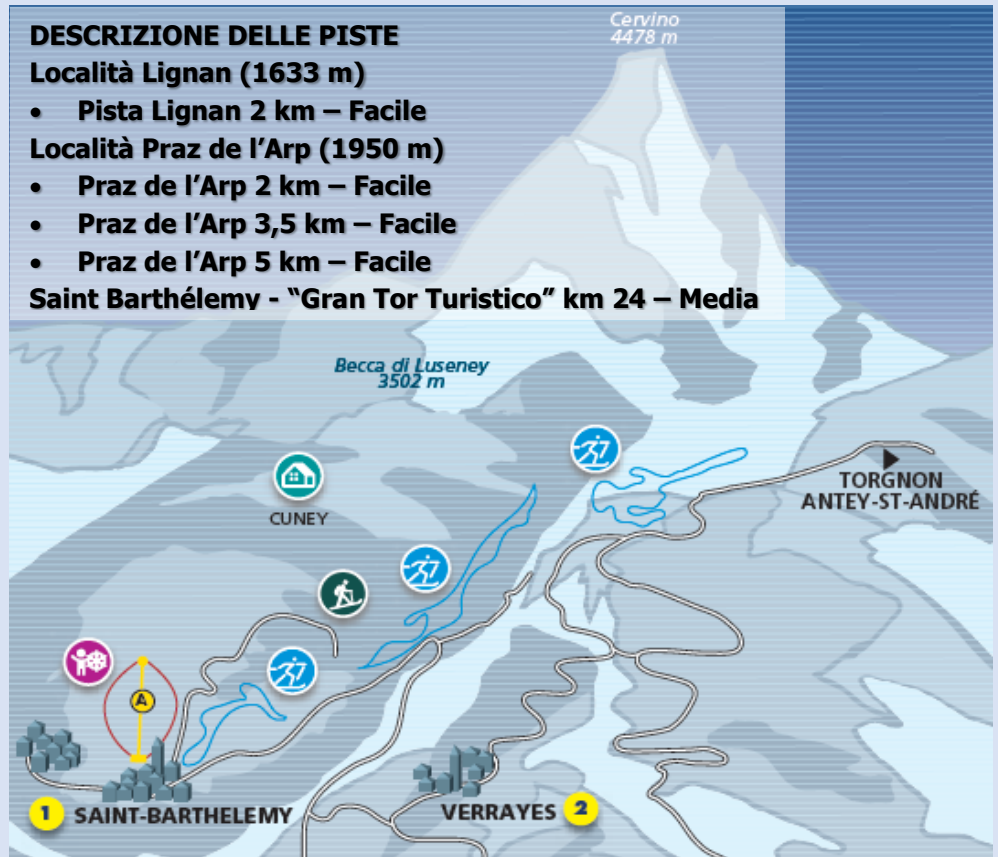 DESCRIZIONE DELLE PISTE
Località Lignan (1633 m)
• Pista Lignan 2 km – Facile
Località Praz de l’Arp (1950 m)
• Praz de l’Arp 2 km – Facile
• Praz de l’Arp 3,5 km – Facile
• Praz de l’Arp 5 km – Facile
Saint Barthélemy - “Gran Tor Turistico” km 24 – Media
Cervino
4478 m
Becca di Luseney
3502 m
CUNEY
TORGNON
ANTEY-ST-ANDRÉ
A
1 SAINT-BARTHELEMY
VERRAYES 2